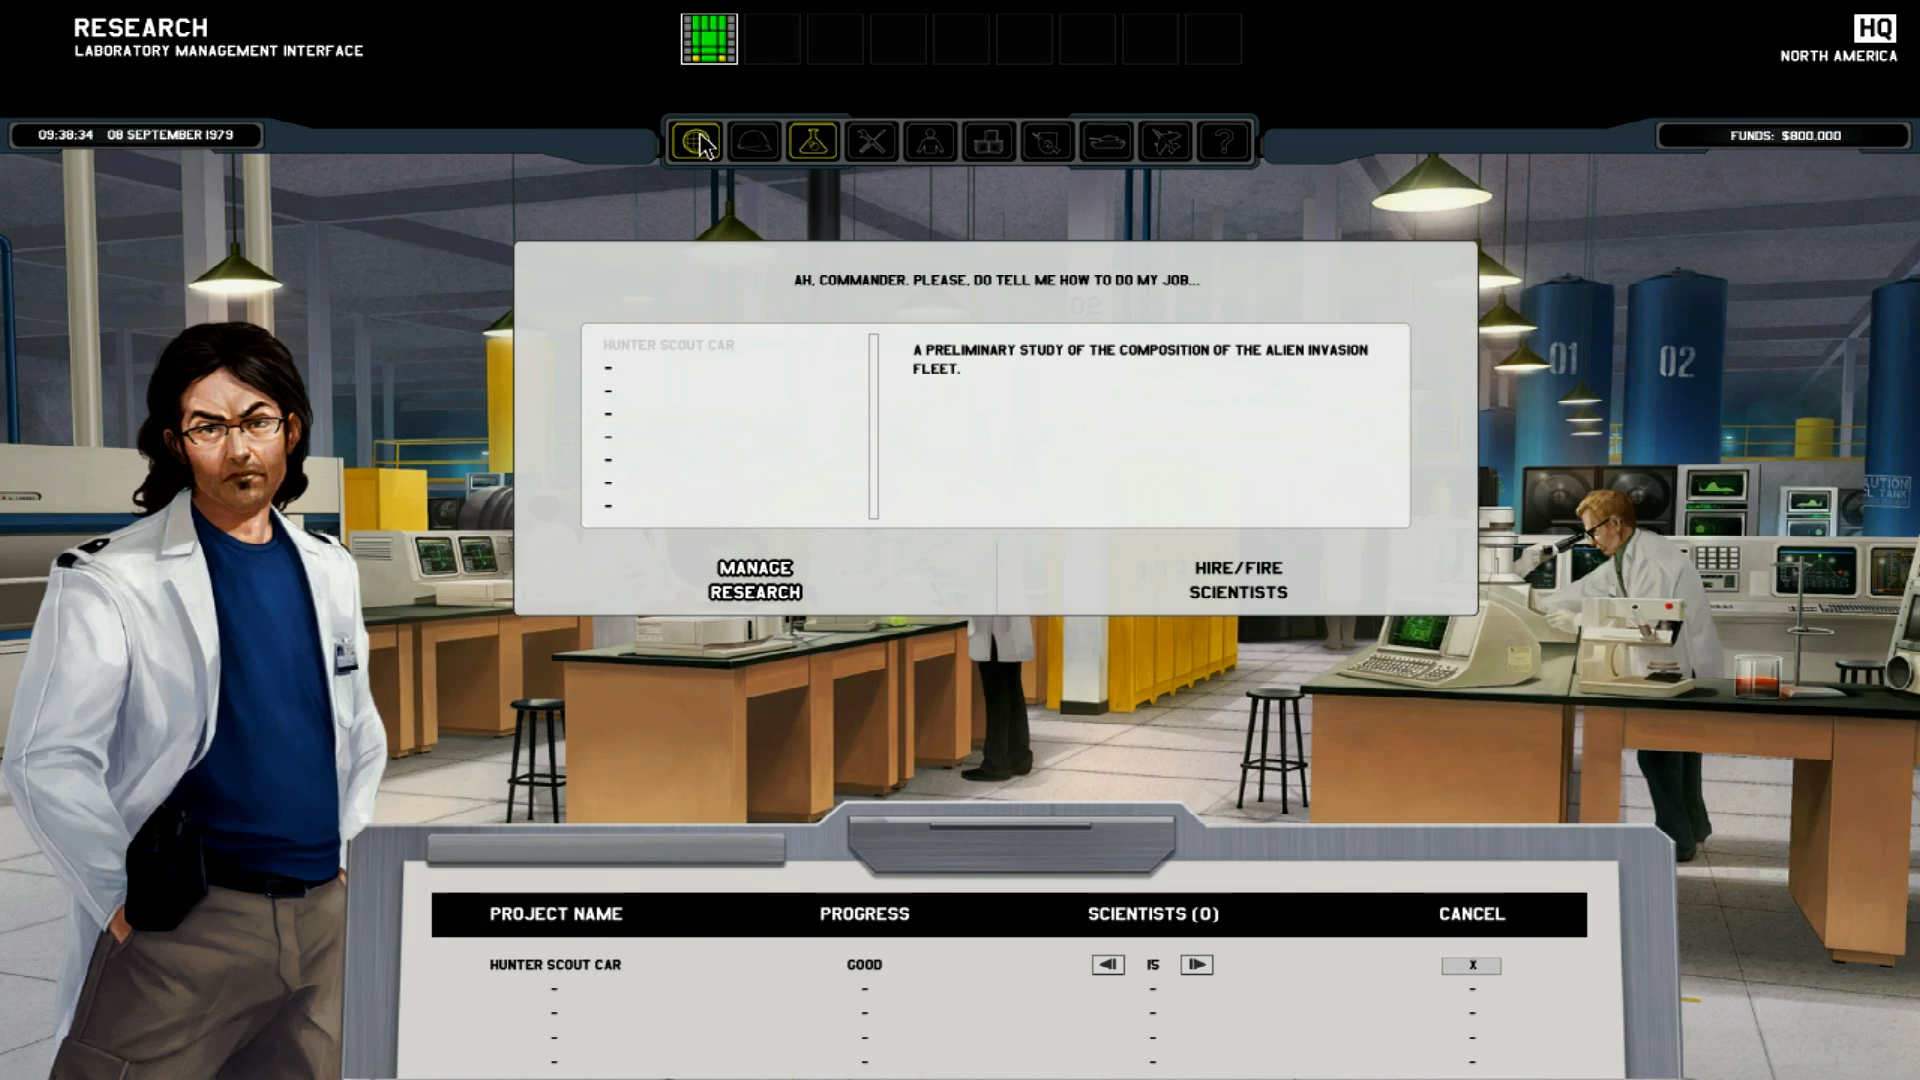 RESEARCH
LABORATORY MANAGEMENT INTERFACE
HQ
NORTH AMERICA
09:38:34 08 SEPTEMBER 1979
?
FUNDS: $800,000
AH, COMMANDER. PLEASE, DO TELL ME HOW TO DO MY JOB...
02
HUNTER SCOUT CAR
-
-
-
-
-
-
-
A PRELIMINARY STUDY OF THE COMPOSITION OF THE ALIEN INVASION
FLEET.
MANAGE
RESEARCH
HIRE/FIRE
SCIENTISTS
01
02
PROJECT NAME PROGRESS SCIENTISTS (0) CANCEL
HUNTER SCOUT CAR GOOD 15 X
- - - -
- - - -
- - - -
- - - -